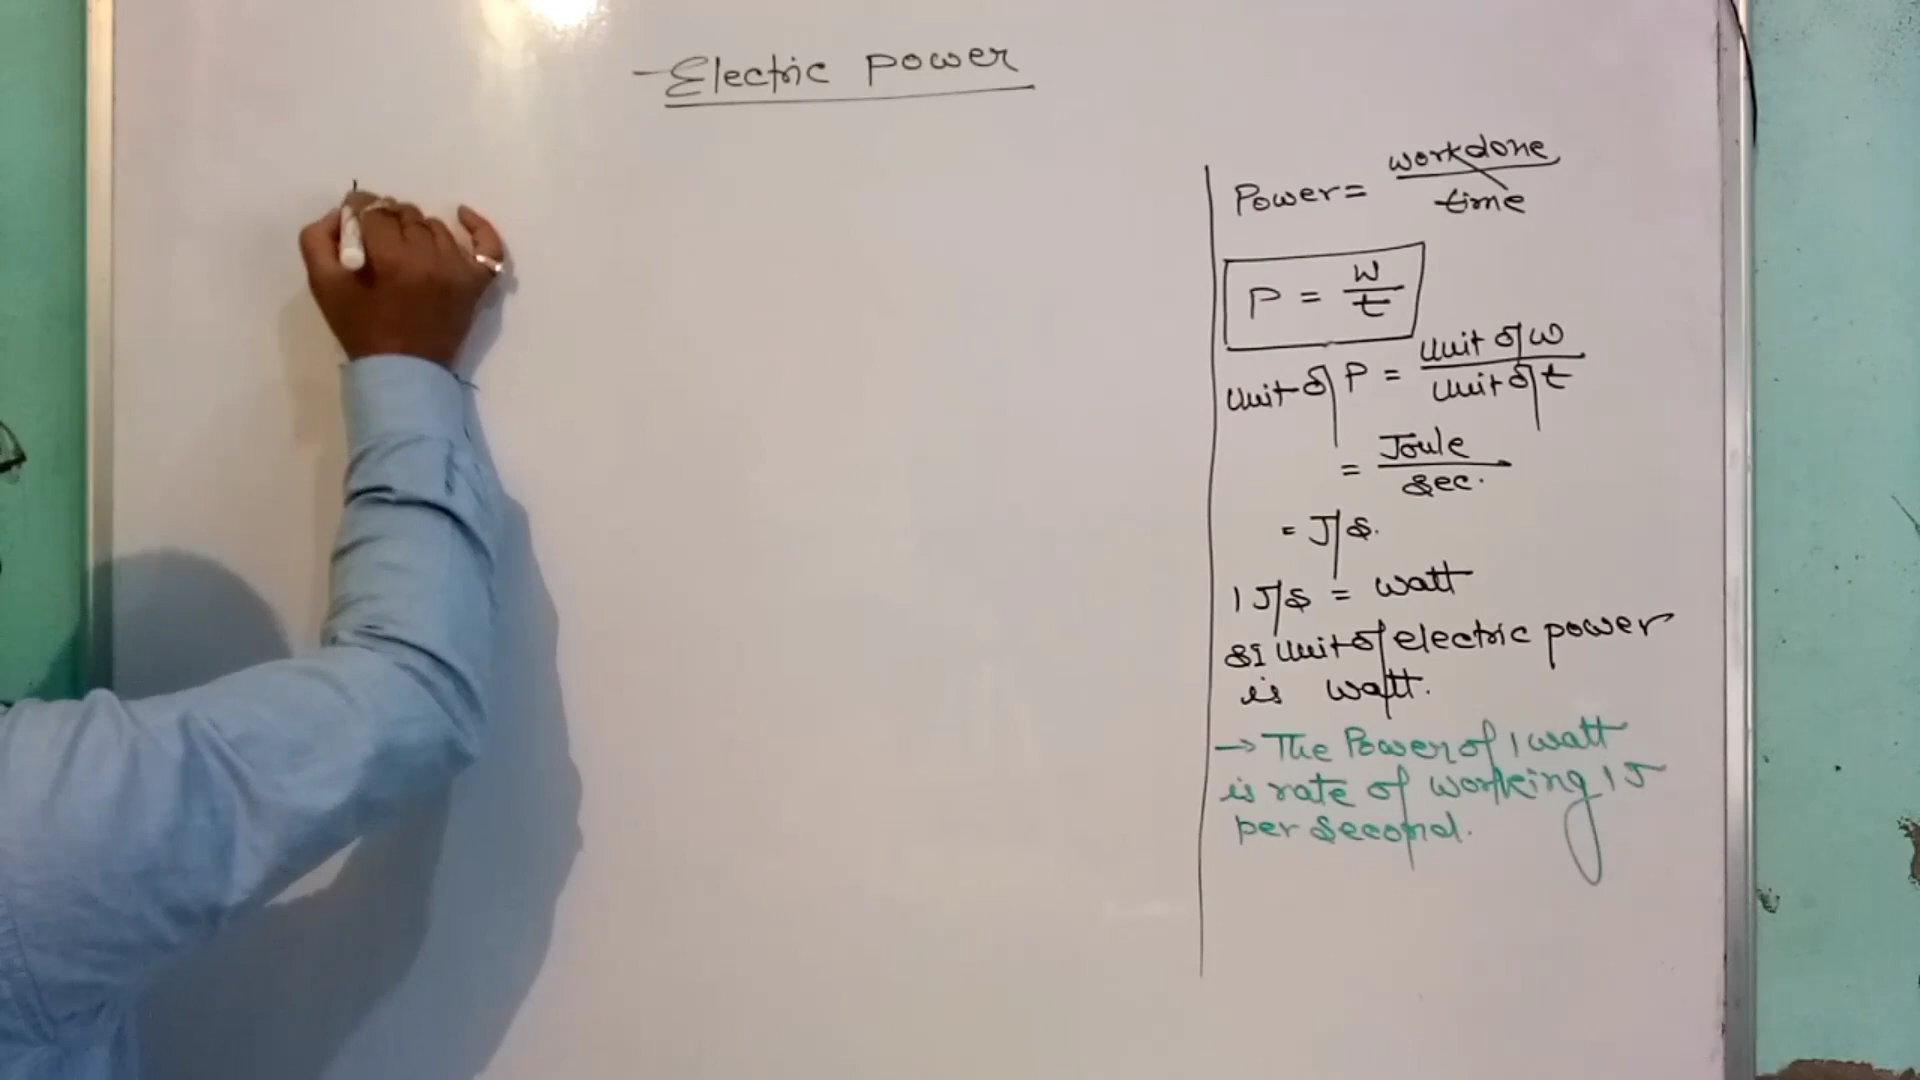 Electric power
Power = workdone / time
P = W / t
Unit of P = Unit of W / Unit of t
= Joule / Sec.
= J/S.
1 J/S = watt
SI Unit of electric power
is watt.
→ The Power of 1 watt
is rate of working 1 J
per second.